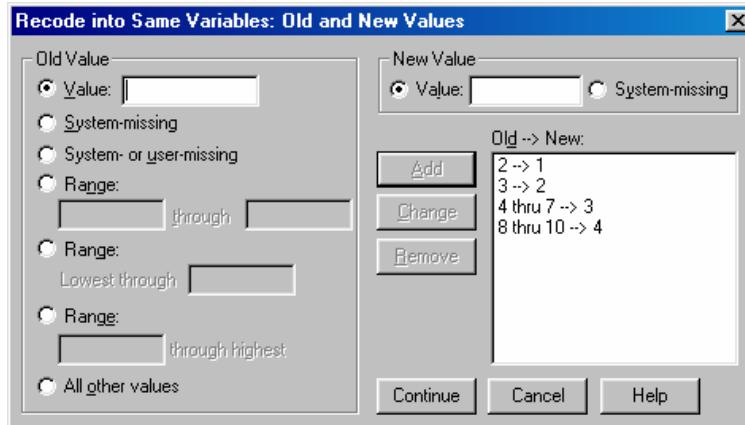 Recode into Same Variables: Old and New Values
Old Value
Value:
System-missing
System- or user-missing
Range:
through
Range:
Lowest through
Range:
through highest
All other values
New Value
Value:
System-missing
Old --> New:
Add
Change
Remove
2 --> 1
3 --> 2
4 thru 7 --> 3
8 thru 10 --> 4
Continue
Cancel
Help